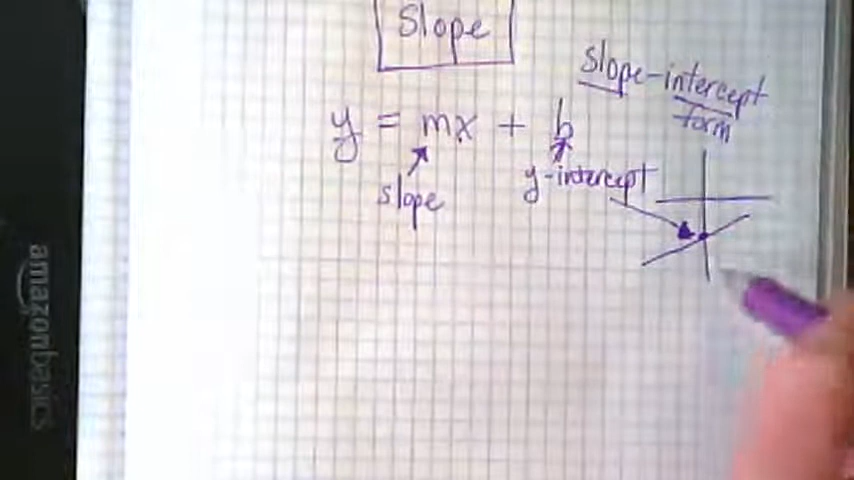 Slope
slope-intercept
form
y = mx + b
slope
y-intercept
amazonbasics